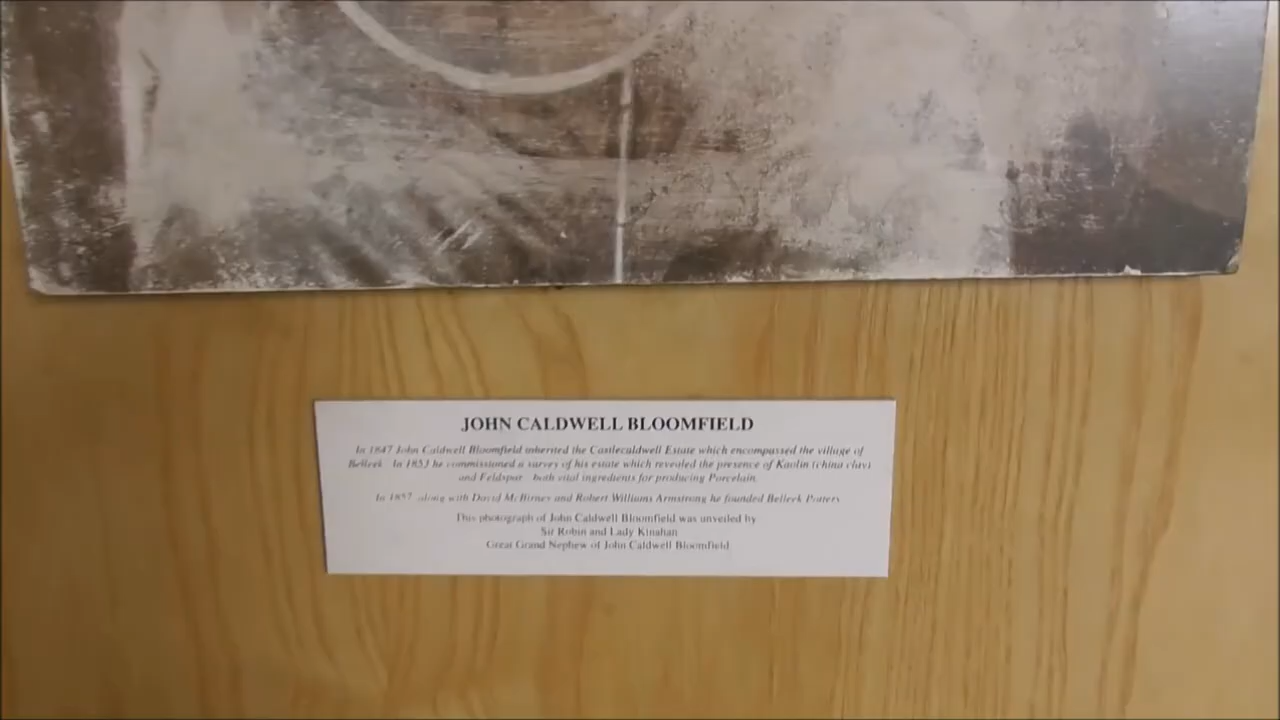 JOHN CALDWELL BLOOMFIELD
In 1847 John Caldwell Bloomfield inherited the Castlecaldwell Estate which encompassed the village of
Belleek. In 1853 he commissioned a survey of his estate which revealed the presence of Kaolin (china clay)
and Feldspar - both vital ingredients for producing Porcelain.
In 1857 along with David McBirney and Robert Williams Armstrong he founded Belleek Pottery
This photograph of John Caldwell Bloomfield was unveiled by
Sir Robin and Lady Kinahan
Great Grand Nephew of John Caldwell Bloomfield